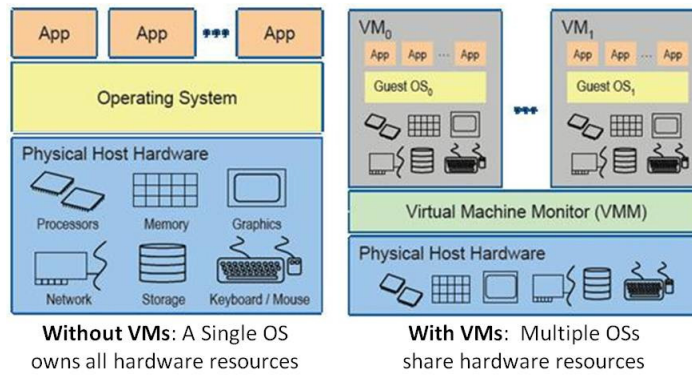 App App App
Operating System
Physical Host Hardware
Processors Memory Graphics
Network Storage Keyboard / Mouse
Without VMs: A Single OS
owns all hardware resources
VM0
App App ... App
Guest OS0
VM1
App App ... App
Guest OS1
Virtual Machine Monitor (VMM)
Physical Host Hardware
With VMs: Multiple OSs
share hardware resources